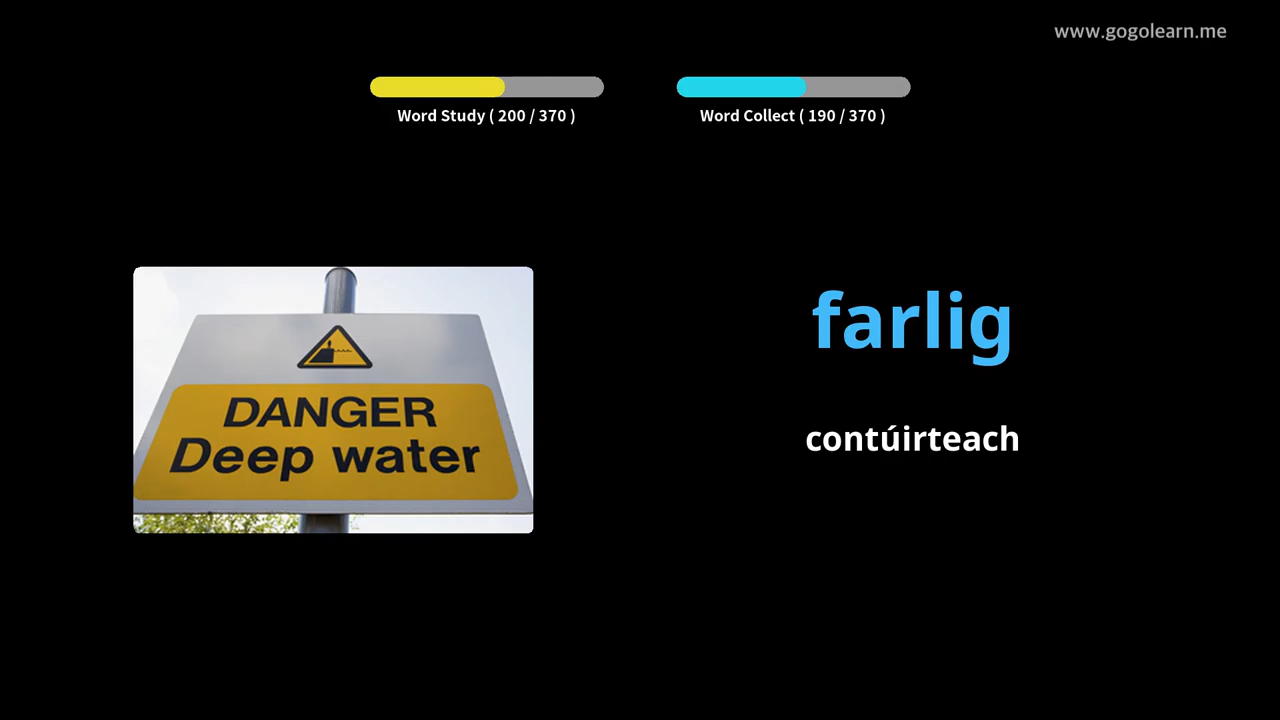 www.gogolearn.me
Word Study ( 200 / 370 )
Word Collect ( 190 / 370 )
DANGER
Deep water
farlig
contúirteach